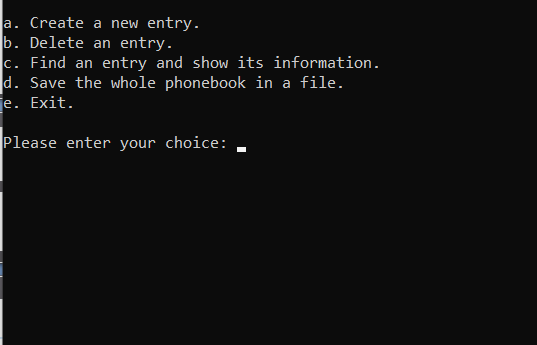 a. Create a new entry.
b. Delete an entry.
c. Find an entry and show its information.
d. Save the whole phonebook in a file.
e. Exit.
Please enter your choice: